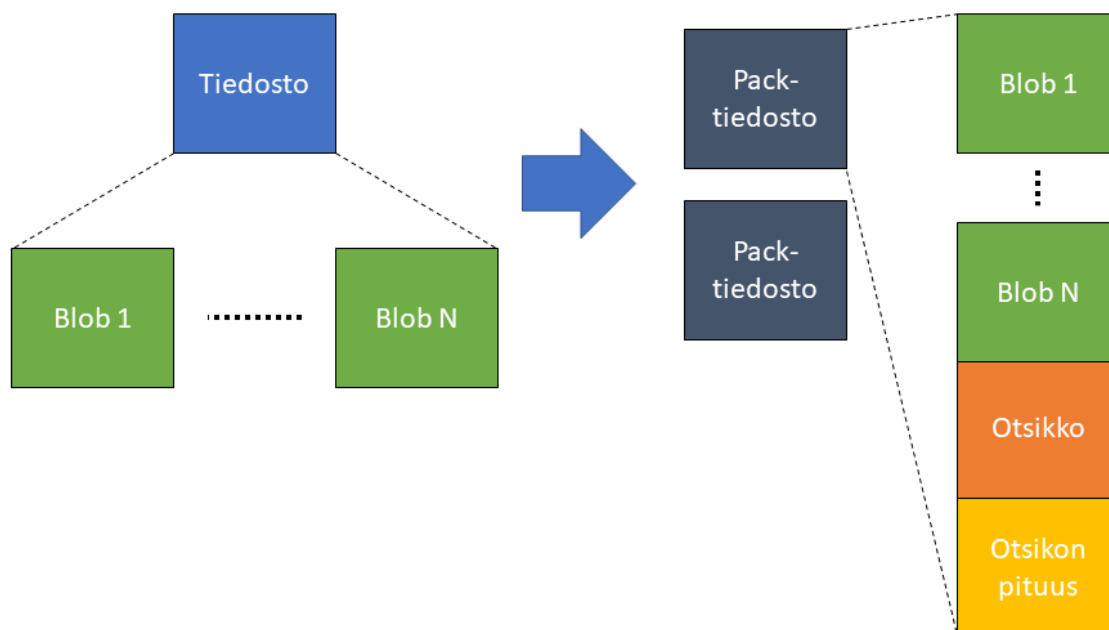 Tiedosto
Blob 1
Blob N
Pack-
tiedosto
Pack-
tiedosto
Blob 1
Blob N
Otsikko
Otsikon
pituus